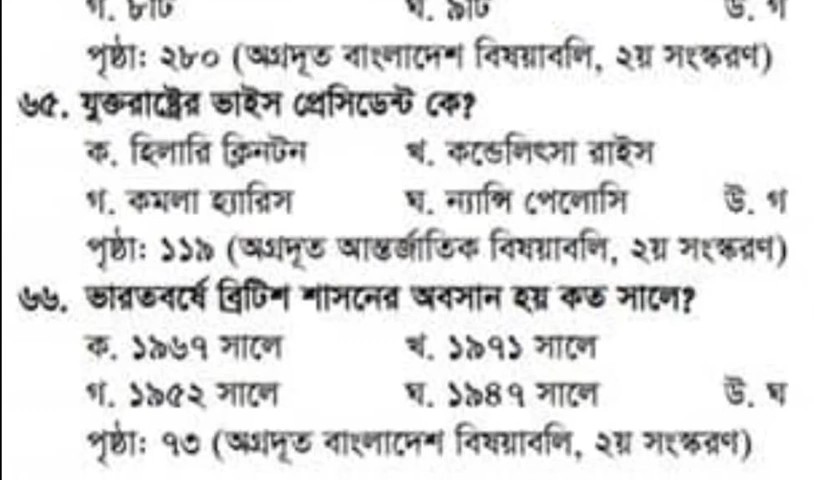 গ. ৮টি ঘ. ৯টি উ. গ
পৃষ্ঠা: ২৮০ (অগ্রদূত বাংলাদেশ বিষয়াবলি, ২য় সংস্করণ)
৬৫. যুক্তরাষ্ট্রের ভাইস প্রেসিডেন্ট কে?
ক. হিলারি ক্লিনটন খ. কন্ডেলিৎসা রাইস
গ. কমলা হ্যারিস ঘ. ন্যান্সি পেলোসি উ. গ
পৃষ্ঠা: ১১৯ (অগ্রদূত আন্তর্জাতিক বিষয়াবলি, ২য় সংস্করণ)
৬৬. ভারতবর্ষে ব্রিটিশ শাসনের অবসান হয় কত সালে?
ক. ১৯৬৭ সালে খ. ১৯৭১ সালে
গ. ১৯৫২ সালে ঘ. ১৯৪৭ সালে উ. ঘ
পৃষ্ঠা: ৭৩ (অগ্রদূত বাংলাদেশ বিষয়াবলি, ২য় সংস্করণ)